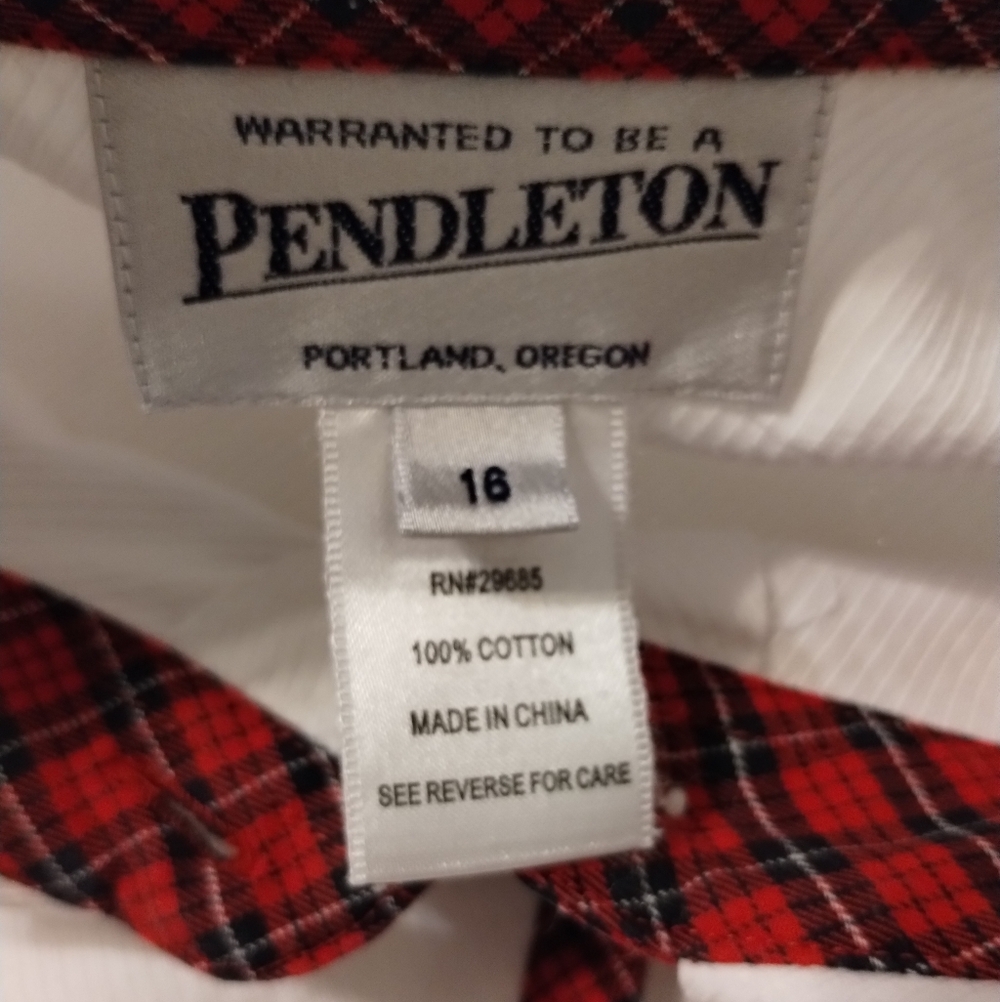 WARRANTED TO BE A
PENDLETON
PORTLAND, OREGON
16
RN#29685
100% COTTON
MADE IN CHINA
SEE REVERSE FOR CARE